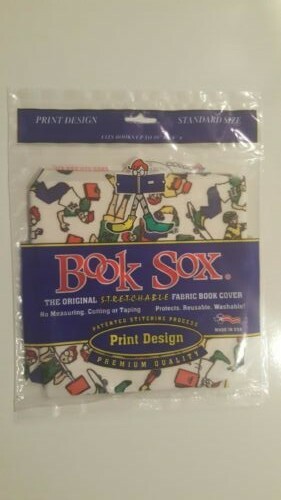 PRINT DESIGN STANDARD SIZE
Book Sox®
THE ORIGINAL STRETCHABLE FABRIC BOOK COVER
No Measuring, Cutting or Taping Protects, Reusable, Washable!
PATENTED STITCHING PROCESS
Print Design
PREMIUM QUALITY
MADE IN USA